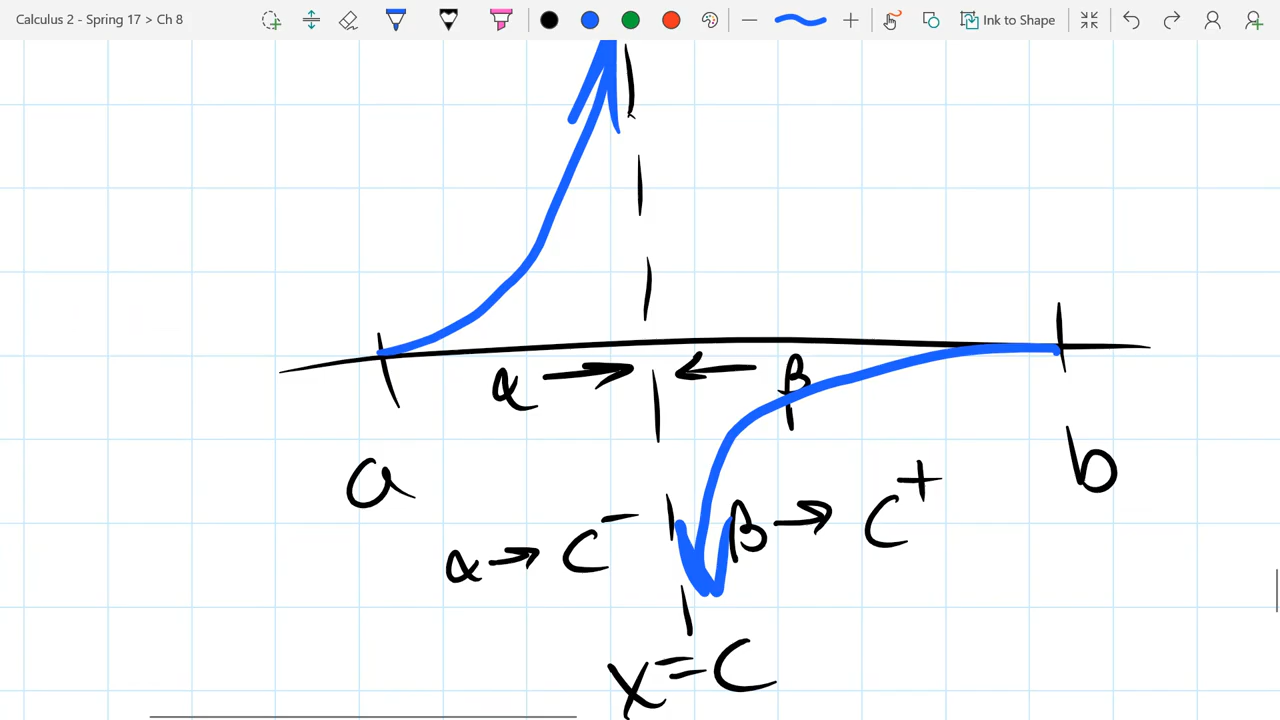 Calculus 2 - Spring 17 > Ch 8
Ink to Shape
α → ← β
a b
α → C⁻ β → C⁺
x = C